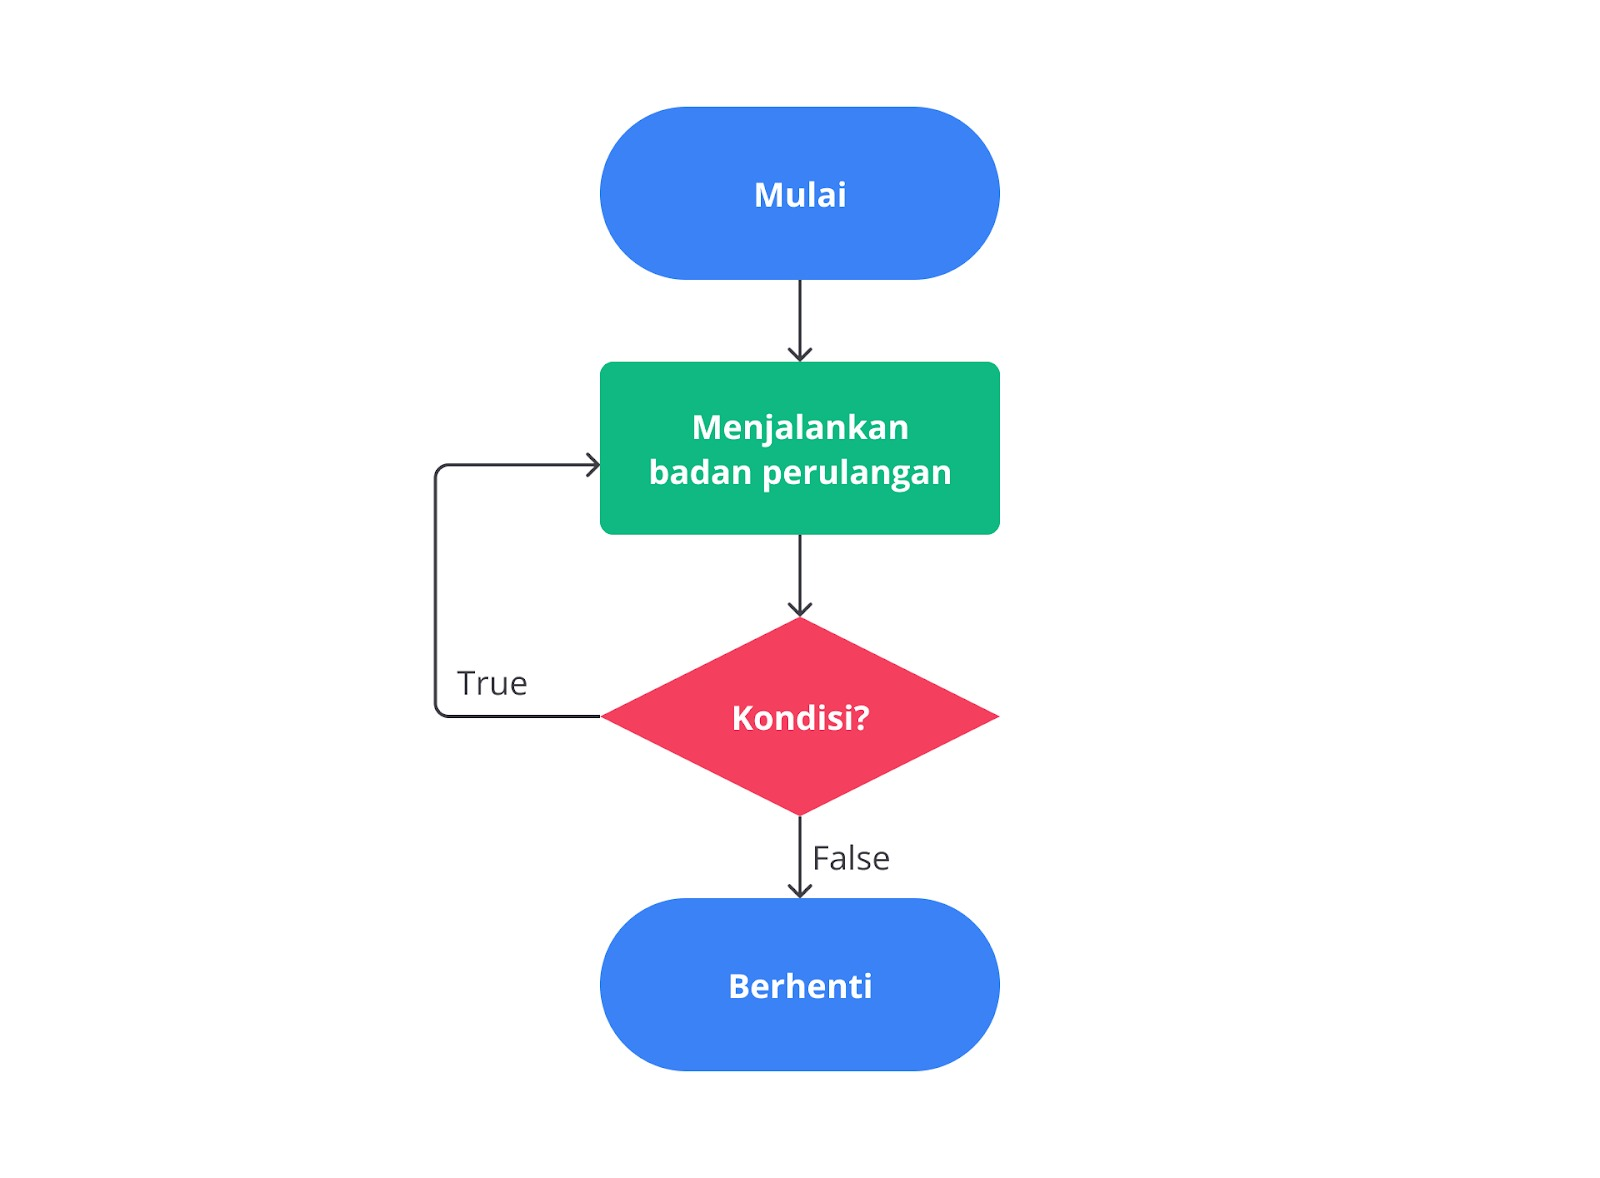 Mulai
Menjalankan
badan perulangan
True
Kondisi?
False
Berhenti